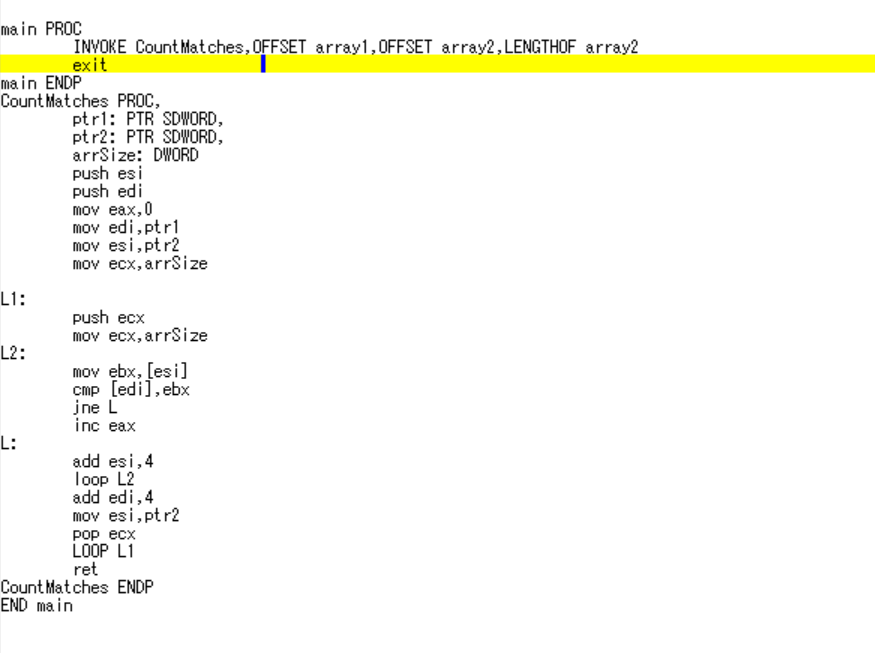 main PROC
INVOKE CountMatches,OFFSET array1,OFFSET array2,LENGTHOF array2
exit
main ENDP
CountMatches PROC,
ptr1: PTR SDWORD,
ptr2: PTR SDWORD,
arrSize: DWORD
push esi
push edi
mov eax,0
mov edi,ptr1
mov esi,ptr2
mov ecx,arrSize
L1:
push ecx
mov ecx,arrSize
L2:
mov ebx,[esi]
cmp [edi],ebx
jne L
inc eax
L:
add esi,4
loop L2
add edi,4
mov esi,ptr2
pop ecx
LOOP L1
ret
CountMatches ENDP
END main